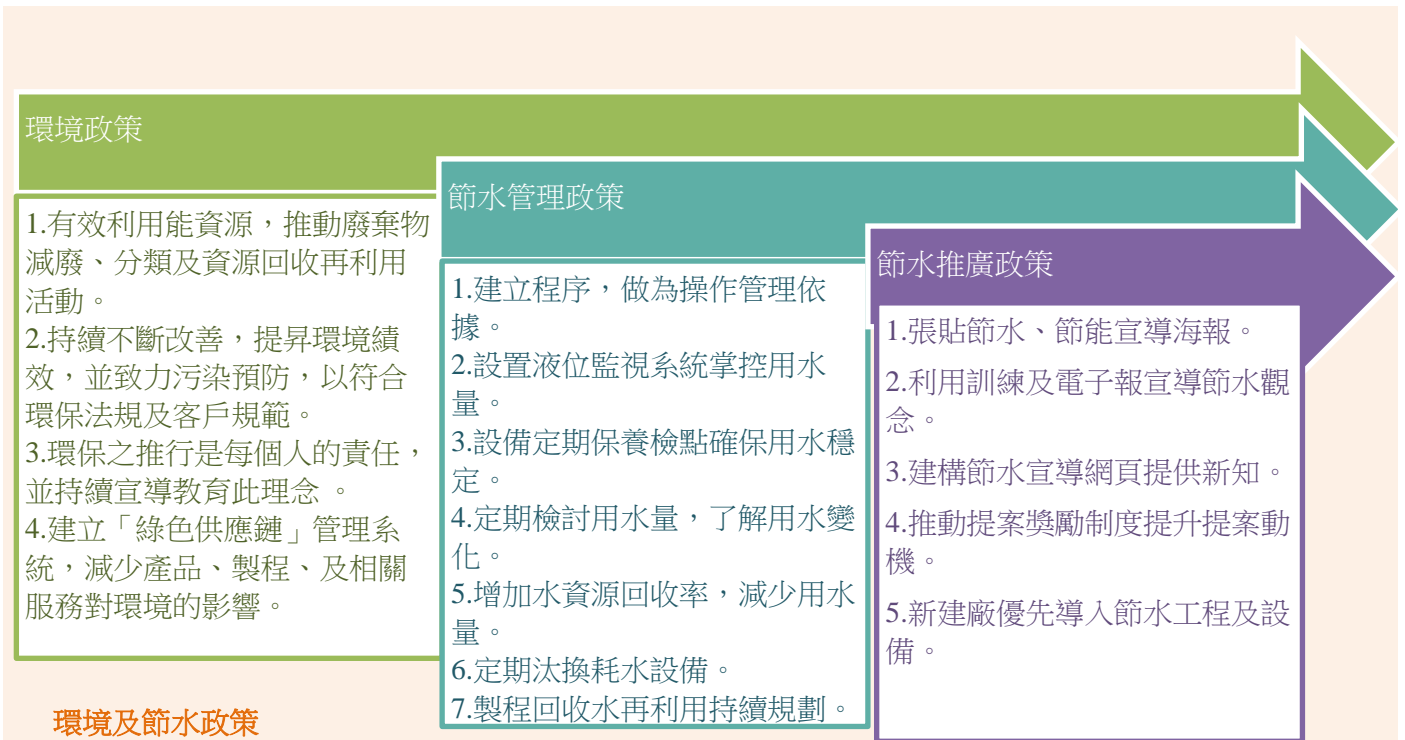 環境政策
1.有效利用能資源，推動廢棄物
減廢、分類及資源回收再利用
活動。
2.持續不斷改善，提昇環境績
效，並致力污染預防，以符合
環保法規及客戶規範。
3.環保之推行是每個人的責任，
並持續宣導教育此理念 。
4.建立「綠色供應鏈」管理系
統，減少產品、製程、及相關
服務對環境的影響。
節水管理政策
1.建立程序，做為操作管理依
據。
2.設置液位監視系統掌控用水
量。
3.設備定期保養檢點確保用水穩
定。
4.定期檢討用水量，了解用水變
化。
5.增加水資源回收率，減少用水
量。
6.定期汰換耗水設備。
7.製程回收水再利用持續規劃。
節水推廣政策
1.張貼節水、節能宣導海報。
2.利用訓練及電子報宣導節水觀
念。
3.建構節水宣導網頁提供新知。
4.推動提案獎勵制度提升提案動
機。
5.新建廠優先導入節水工程及設
備。
環境及節水政策